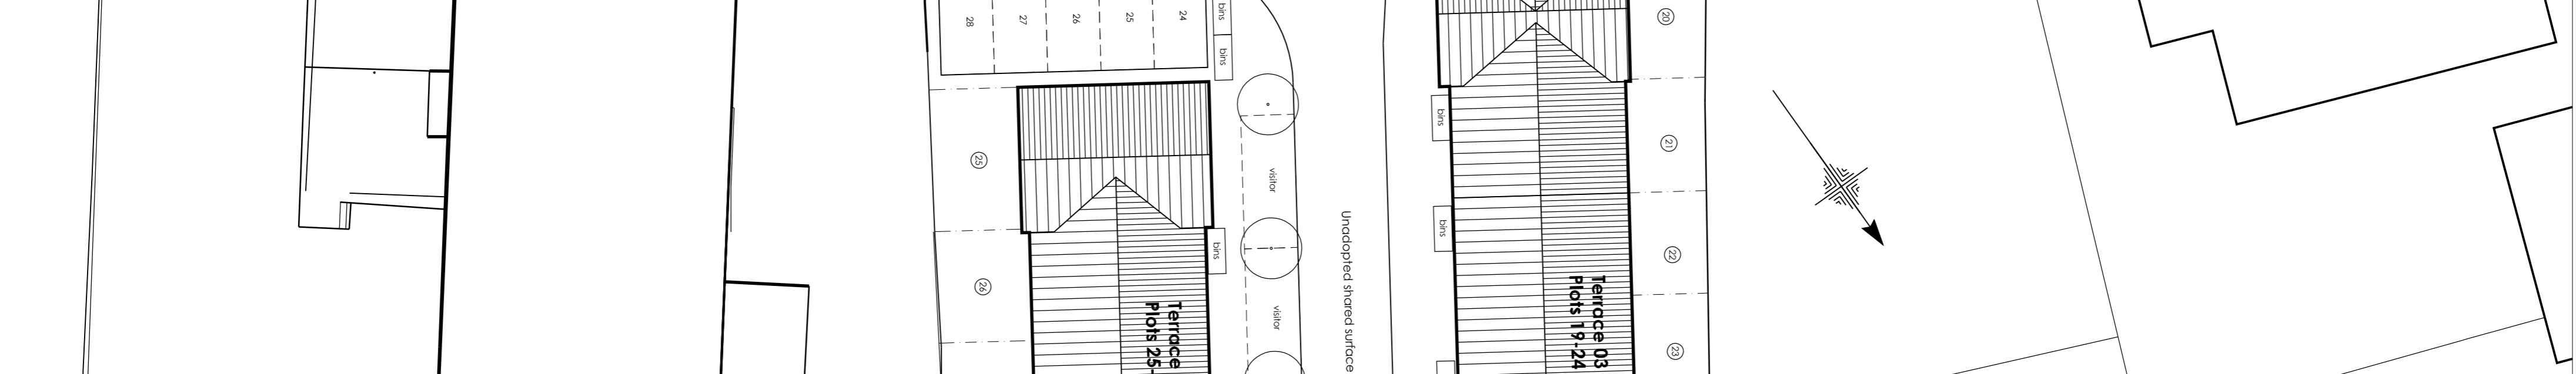 28
27
26
25
24
bins
bins
25
26
bins
visitor
visitor
Terrace
Plots 25-
Unadopted shared surface
bins
bins
Terrace 03
Plots 19-24
20
21
22
23